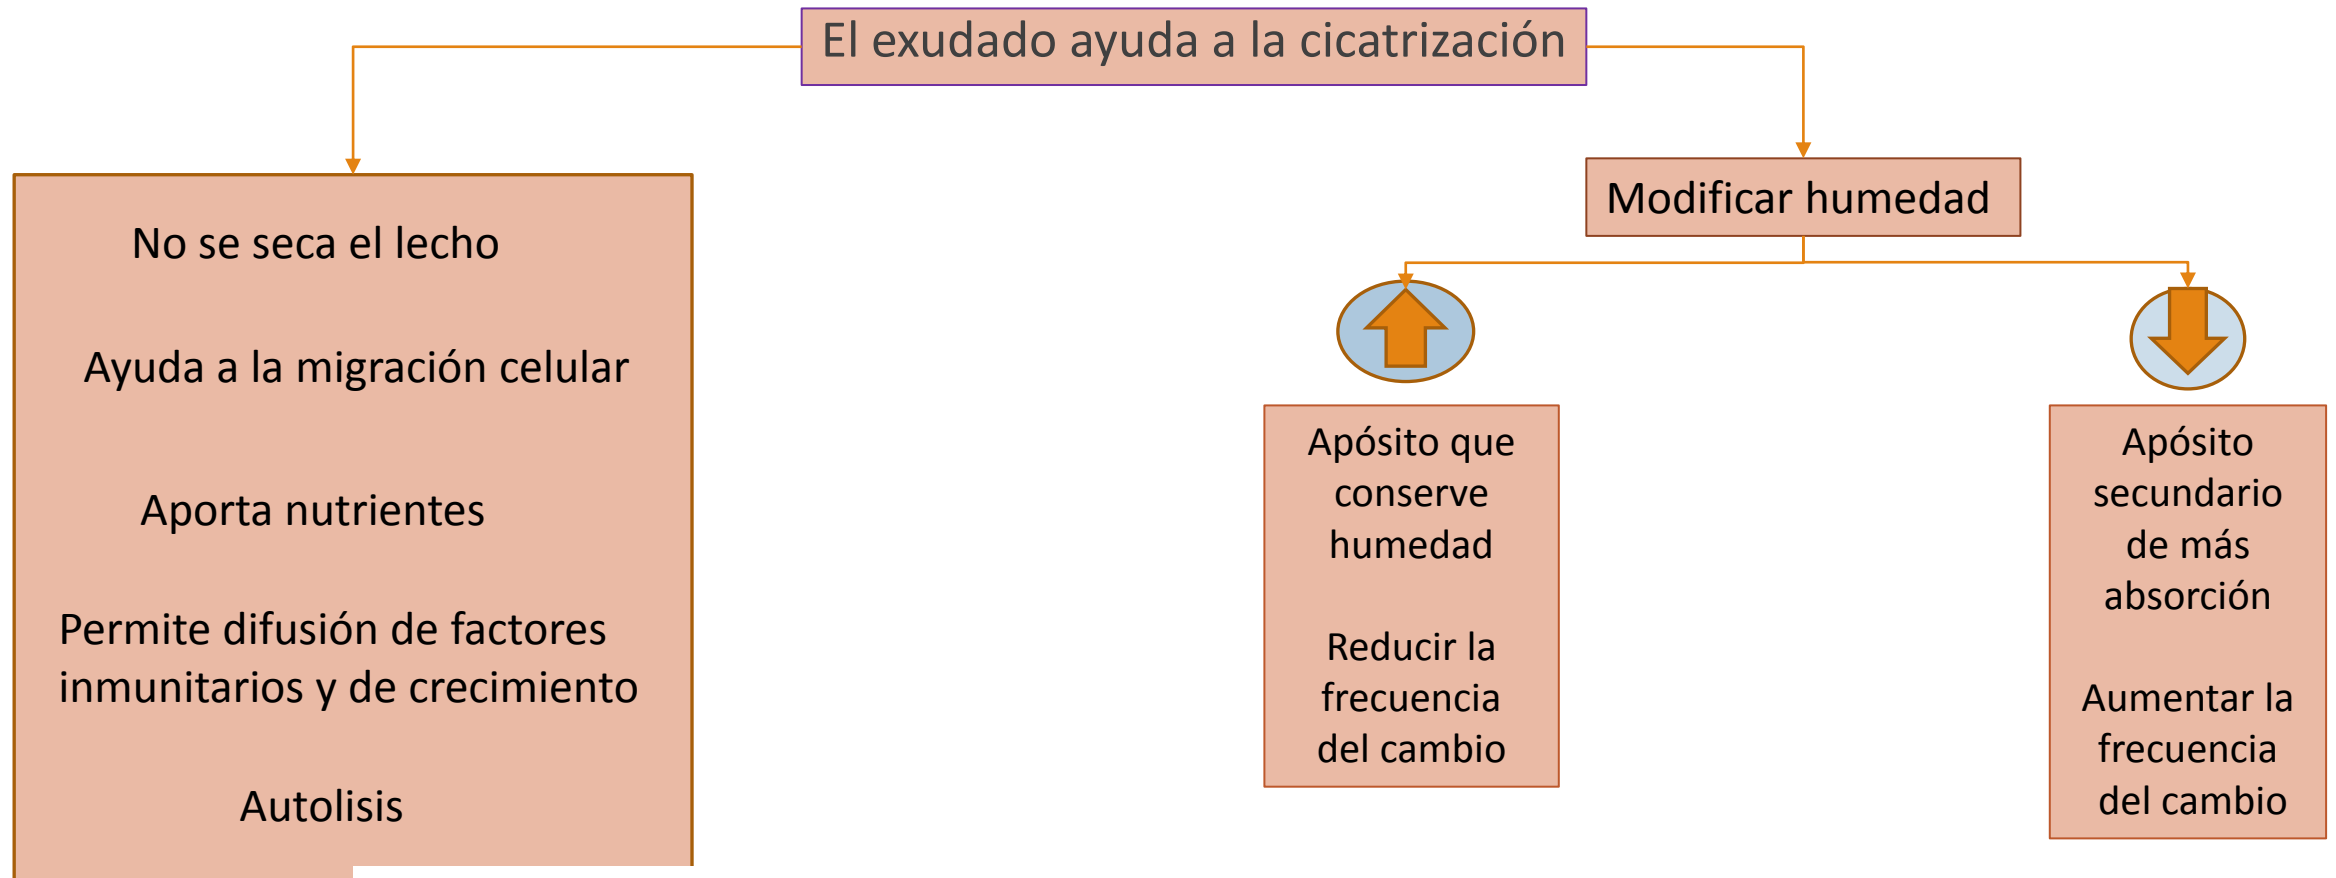 El exudado ayuda a la cicatrización
No se seca el lecho
Ayuda a la migración celular
Aporta nutrientes
Permite difusión de factores
inmunitarios y de crecimiento
Autolisis
Modificar humedad
Apósito que
conserve
humedad
Reducir la
frecuencia
del cambio
Apósito
secundario
de más
absorción
Aumentar la
frecuencia
del cambio